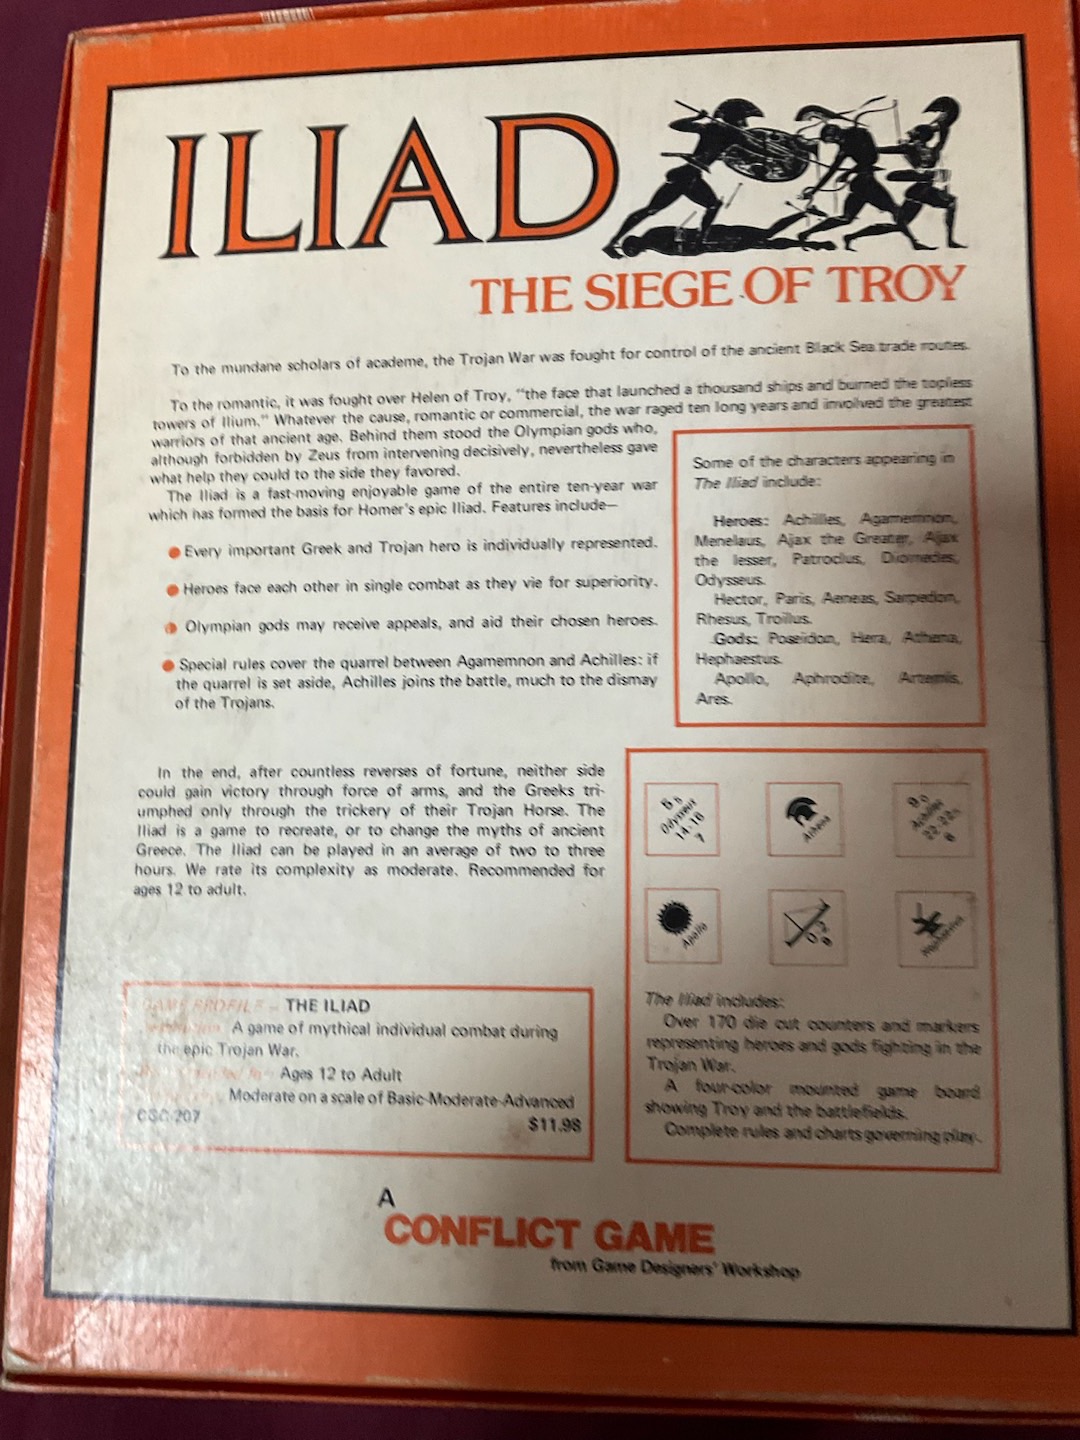 ILIAD
THE SIEGE OF TROY
To the mundane scholars of academe, the Trojan War was fought for control of the ancient Black Sea trade routes.
To the romantic, it was fought over Helen of Troy, "the face that launched a thousand ships and burned the topless
towers of Ilium." Whatever the cause, romantic or commercial, the war raged ten long years and involved the greatest
warriors of that ancient age. Behind them stood the Olympian gods who,
although forbidden by Zeus from intervening decisively, nevertheless gave
what help they could to the side they favored.
The Iliad is a fast-moving enjoyable game of the entire ten-year war
which has formed the basis for Homer's epic Iliad. Features include—
● Every important Greek and Trojan hero is individually represented.
● Heroes face each other in single combat as they vie for superiority.
● Olympian gods may receive appeals, and aid their chosen heroes.
● Special rules cover the quarrel between Agamemnon and Achilles: if
the quarrel is set aside, Achilles joins the battle, much to the dismay
of the Trojans.
Some of the characters appearing in
The Iliad include:
Heroes: Achilles, Agamemnon,
Menelaus, Ajax the Greater, Ajax
the lesser, Patroclus, Diomedes,
Odysseus.
Hector, Paris, Aeneas, Sarpedon,
Rhesus, Troilus.
Gods: Poseidon, Hera, Athena,
Hephaestus.
Apollo, Aphrodite, Artemis,
Ares.
In the end, after countless reverses of fortune, neither side
could gain victory through force of arms, and the Greeks tri-
umphed only through the trickery of their Trojan Horse. The
Iliad is a game to recreate, or to change the myths of ancient
Greece. The Iliad can be played in an average of two to three
hours. We rate its complexity as moderate. Recommended for
ages 12 to adult.
Odysseus
14-16
7
Athena
Achilles
Apollo
Hephaestus
GAME PROFILE — THE ILIAD
A game of mythical individual combat during
the epic Trojan War.
Ages 12 to Adult
Moderate on a scale of Basic-Moderate-Advanced
CSC:207
$11.98
The Iliad includes:
Over 170 die cut counters and markers
representing heroes and gods fighting in the
Trojan War.
A four-color mounted game board
showing Troy and the battlefields.
Complete rules and charts governing play.
A
CONFLICT GAME
from Game Designers' Workshop